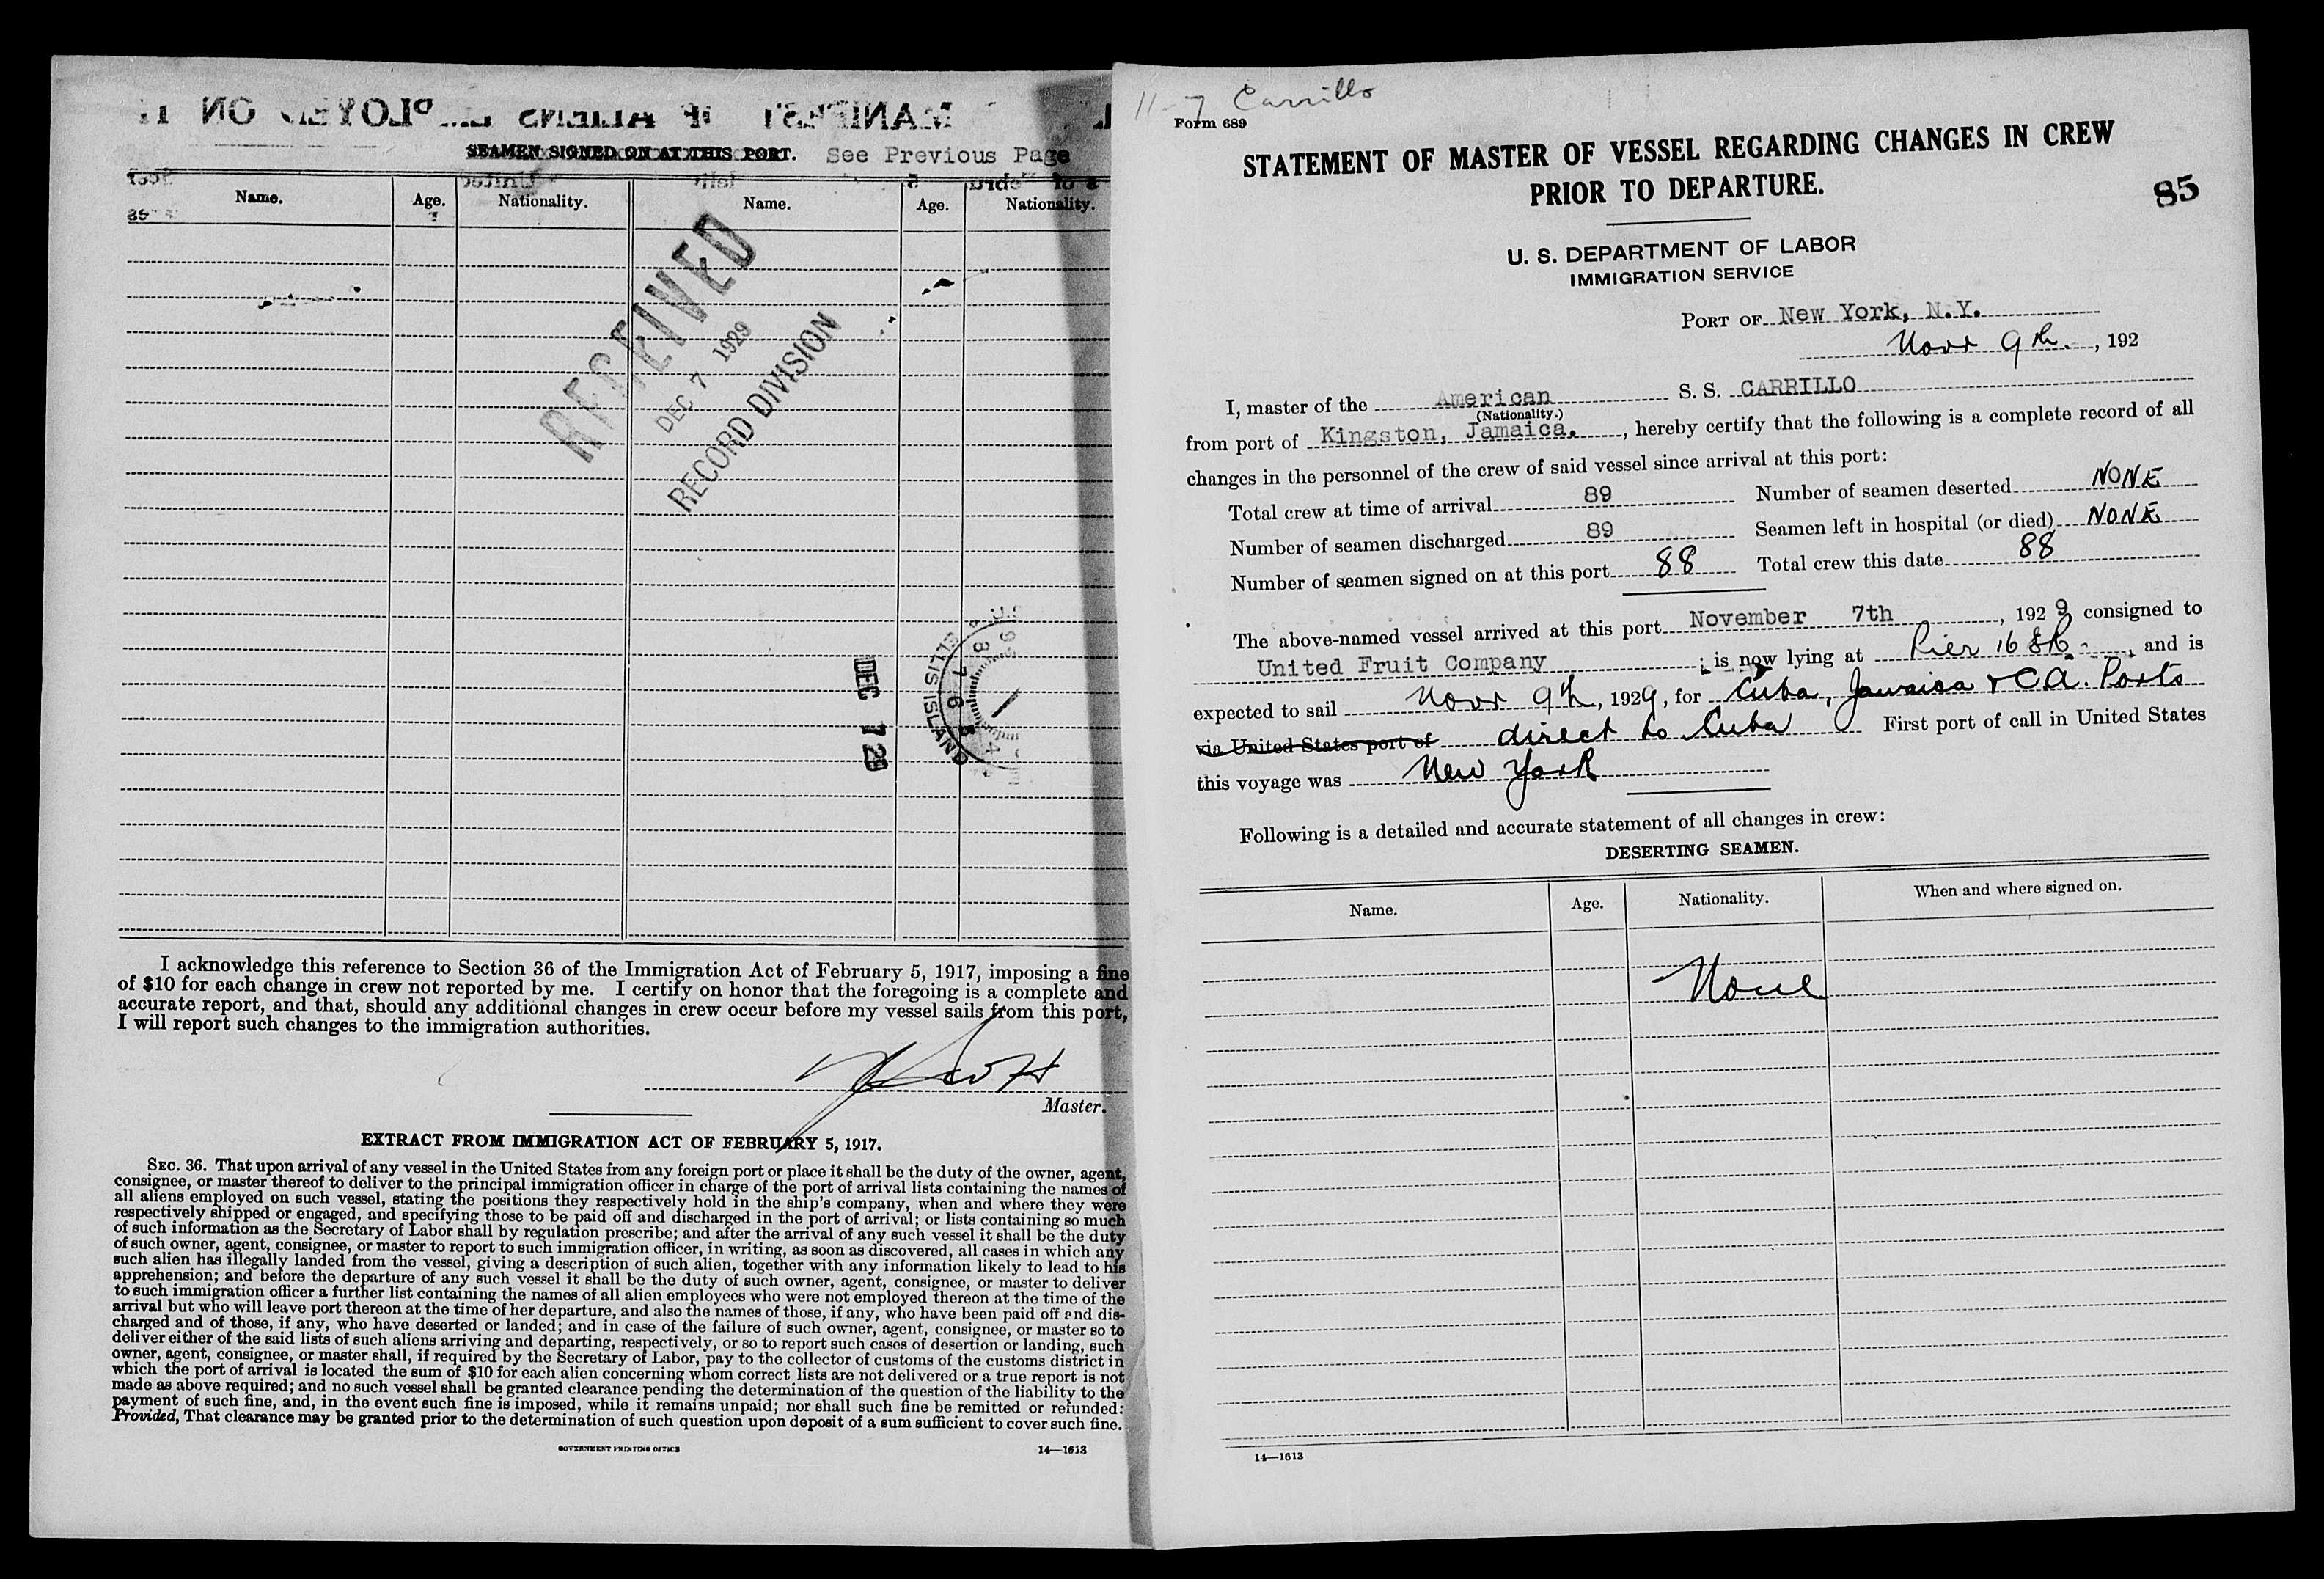 SEAMEN SIGNED ON AT THIS PORT. See Previous Page
Name. Age. Nationality. Name. Age. Nationality.
RECEIVED
DEC 7 1929
RECORD DIVISION
DEC 7 29
ELLIS ISLAND
I acknowledge this reference to Section 36 of the Immigration Act of February 5, 1917, imposing a fine
of $10 for each change in crew not reported by me. I certify on honor that the foregoing is a complete and
accurate report, and that, should any additional changes in crew occur before my vessel sails from this port,
I will report such changes to the immigration authorities.
Master.
EXTRACT FROM IMMIGRATION ACT OF FEBRUARY 5, 1917.
SEC. 36. That upon arrival of any vessel in the United States from any foreign port or place it shall be the duty of the owner, agent,
consignee, or master thereof to deliver to the principal immigration officer in charge of the port of arrival lists containing the names of
all aliens employed on such vessel, stating the positions they respectively hold in the ship's company, when and where they were
respectively shipped or engaged, and specifying those to be paid off and discharged in the port of arrival; or lists containing so much
of such information as the Secretary of Labor shall by regulation prescribe; and after the arrival of any such vessel it shall be the duty
of such owner, agent, consignee, or master to report to such immigration officer, in writing, as soon as discovered, all cases in which any
such alien has illegally landed from the vessel, giving a description of such alien, together with any information likely to lead to his
apprehension; and before the departure of any such vessel it shall be the duty of such owner, agent, consignee, or master to deliver
to such immigration officer a further list containing the names of all alien employees who were not employed thereon at the time of the
arrival but who will leave port thereon at the time of her departure, and also the names of those, if any, who have been paid off and dis-
charged and of those, if any, who have deserted or landed; and in case of the failure of such owner, agent, consignee, or master so to
deliver either of the said lists of such aliens arriving and departing, respectively, or so to report such cases of desertion or landing, such
owner, agent, consignee, or master shall, if required by the Secretary of Labor, pay to the collector of customs of the customs district in
which the port of arrival is located the sum of $10 for each alien concerning whom correct lists are not delivered or a true report is not
made as above required; and no such vessel shall be granted clearance pending the determination of the question of the liability to the
payment of such fine, and, in the event such fine is imposed, while it remains unpaid; nor shall such fine be remitted or refunded:
Provided, That clearance may be granted prior to the determination of such question upon deposit of a sum sufficient to cover such fine.
GOVERNMENT PRINTING OFFICE 14—1613
11-7 Carrillo
Form 689
STATEMENT OF MASTER OF VESSEL REGARDING CHANGES IN CREW
PRIOR TO DEPARTURE.
85
U. S. DEPARTMENT OF LABOR
IMMIGRATION SERVICE
PORT OF New York, N.Y.
Novr 9th, 192
I, master of the American S. S. CARRILLO
(Nationality.)
from port of Kingston, Jamaica., hereby certify that the following is a complete record of all
changes in the personnel of the crew of said vessel since arrival at this port:
Total crew at time of arrival 89 Number of seamen deserted NONE
Number of seamen discharged 89 Seamen left in hospital (or died) NONE
Number of seamen signed on at this port 88 Total crew this date 88
The above-named vessel arrived at this port November 7th, 1929 consigned to
United Fruit Company; is now lying at Pier 16, and is
expected to sail Novr 9th, 1929, for Cuba, Jamaica & C.A. Ports
via United States port of direct to Cuba First port of call in United States
this voyage was New York
Following is a detailed and accurate statement of all changes in crew:
DESERTING SEAMEN.
Name. Age. Nationality. When and where signed on.
None
14—1613